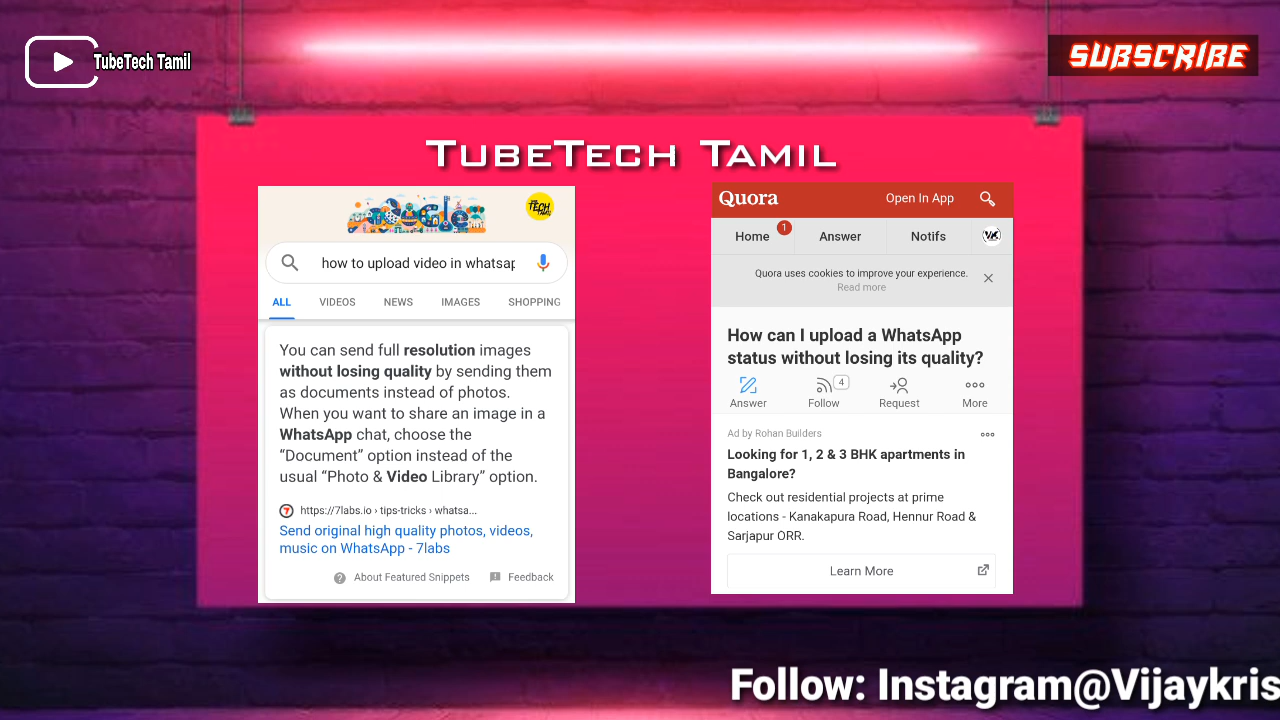 TubeTech Tamil
SUBSCRIBE
TUBETECH TAMIL
THE
TECH
TAMIL
how to upload video in whatsap
ALL VIDEOS NEWS IMAGES SHOPPING
You can send full resolution images
without losing quality by sending them
as documents instead of photos.
When you want to share an image in a
WhatsApp chat, choose the
“Document” option instead of the
usual “Photo & Video Library” option.
https://7labs.io › tips-tricks › whatsa...
Send original high quality photos, videos,
music on WhatsApp - 7labs
About Featured Snippets Feedback
Quora Open In App
Home 1 Answer Notifs VK
Quora uses cookies to improve your experience.
Read more
How can I upload a WhatsApp
status without losing its quality?
4
Answer Follow Request More
Ad by Rohan Builders
Looking for 1, 2 & 3 BHK apartments in
Bangalore?
Check out residential projects at prime
locations - Kanakapura Road, Hennur Road &
Sarjapur ORR.
Learn More
Follow: Instagram@Vijaykris